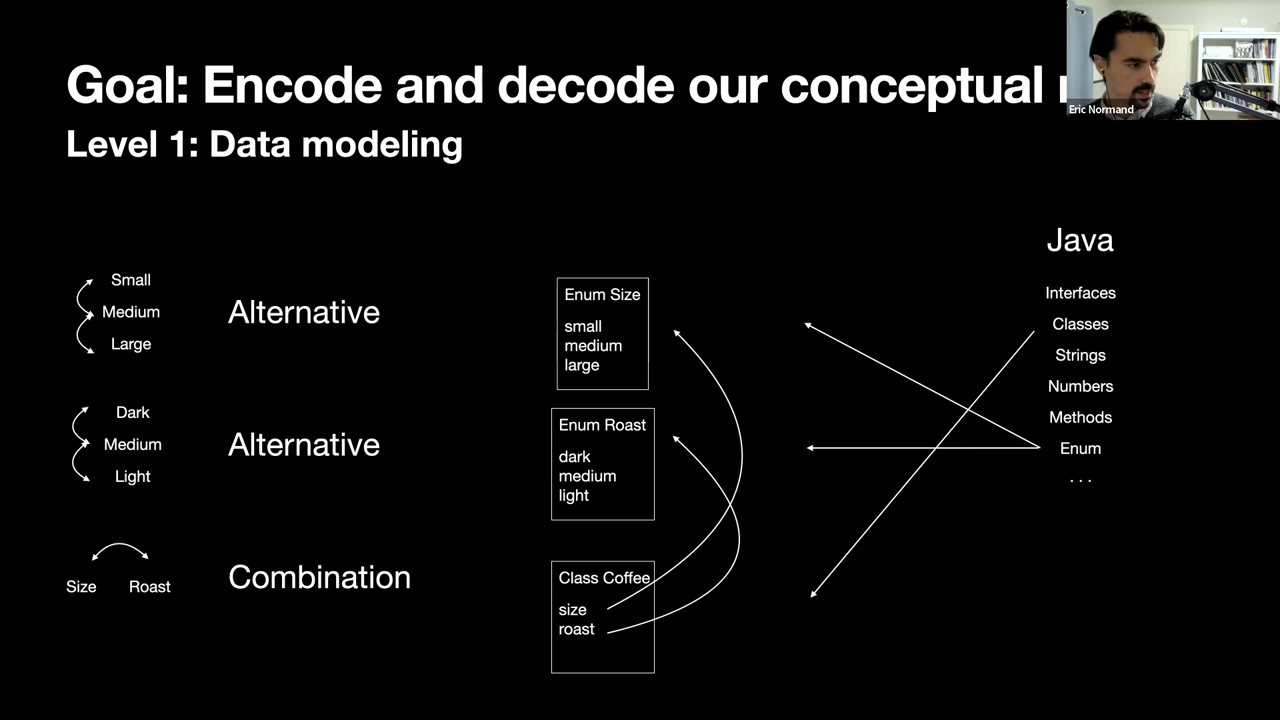 Goal: Encode and decode our conceptual
Eric Normand
Level 1: Data modeling
Java
Small
Medium
Large
Alternative
Enum Size
small
medium
large
Interfaces
Classes
Strings
Numbers
Methods
Enum
. . .
Dark
Medium
Light
Alternative
Enum Roast
dark
medium
light
Size Roast
Combination
Class Coffee
size
roast